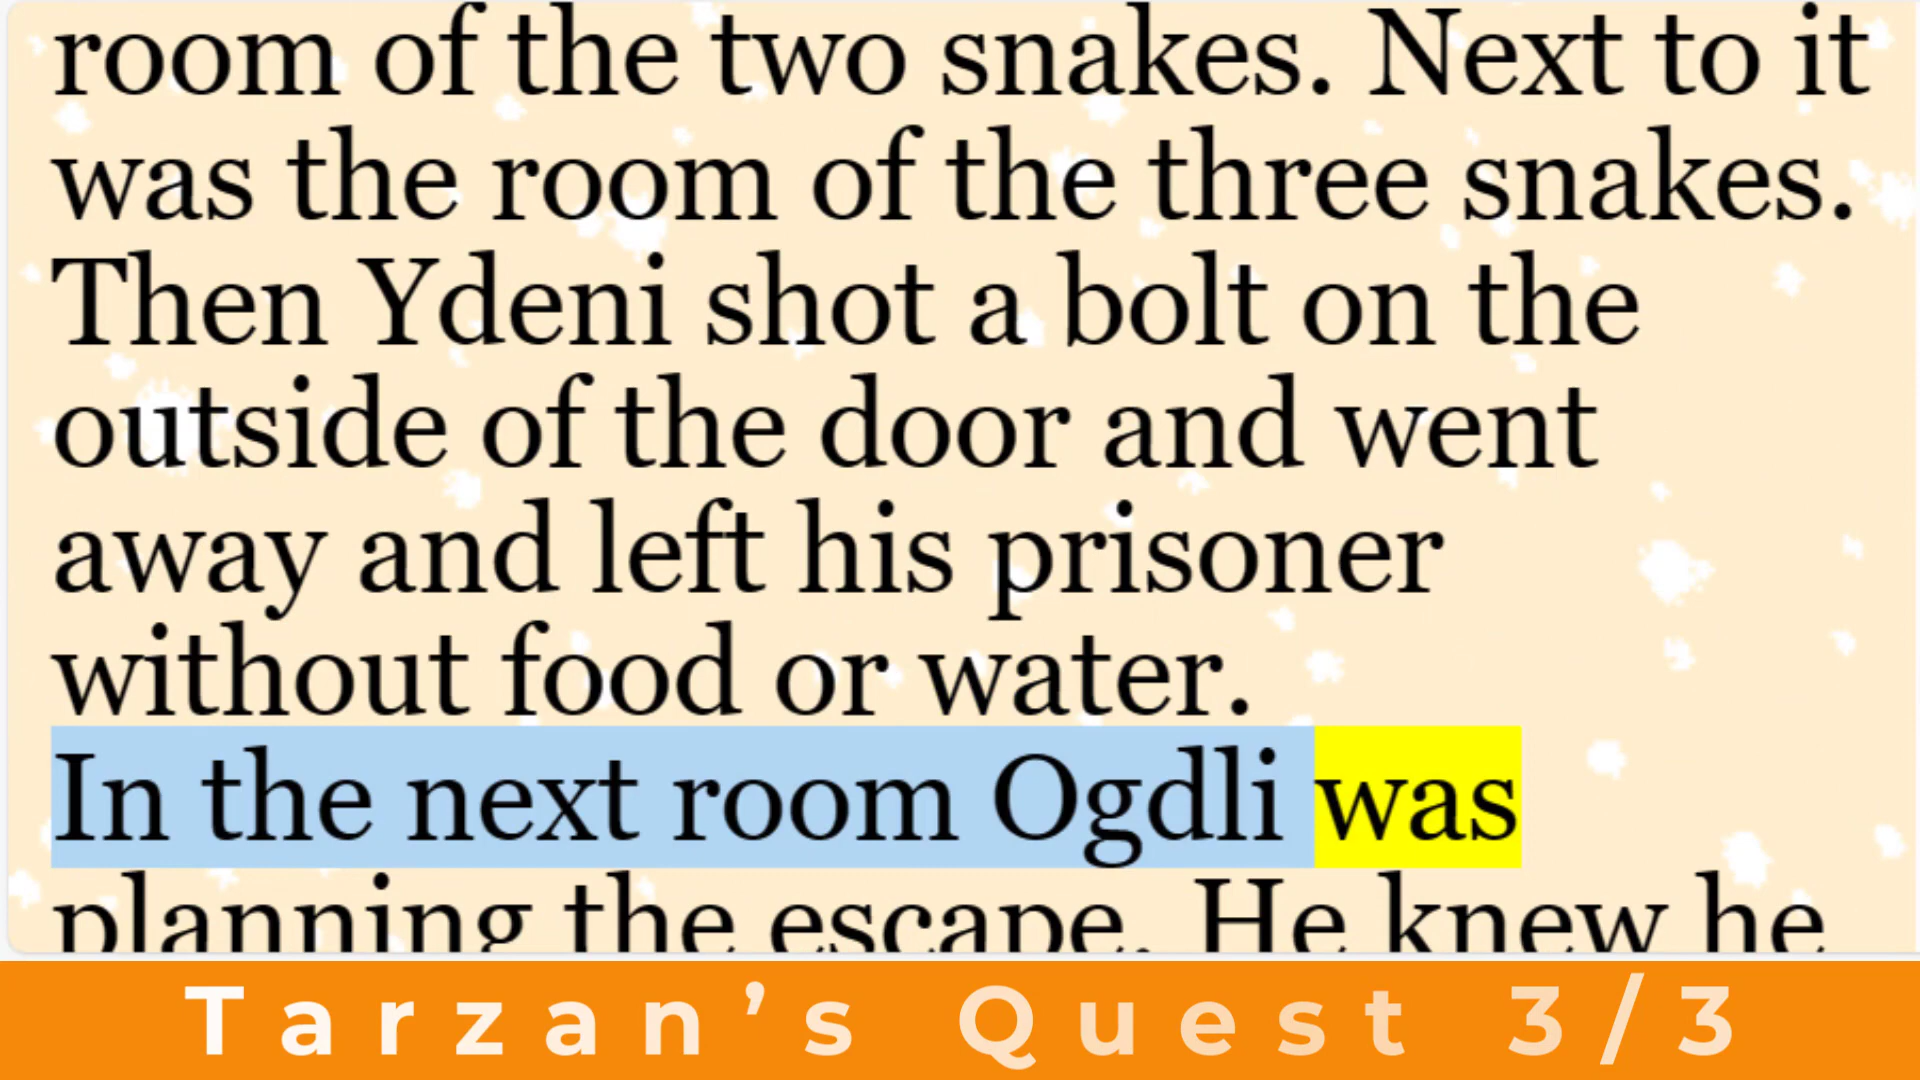 room of the two snakes. Next to it
was the room of the three snakes.
Then Ydeni shot a bolt on the
outside of the door and went
away and left his prisoner
without food or water.
In the next room Ogdli was
planning the escape. He knew he
Tarzan’s Quest 3/3